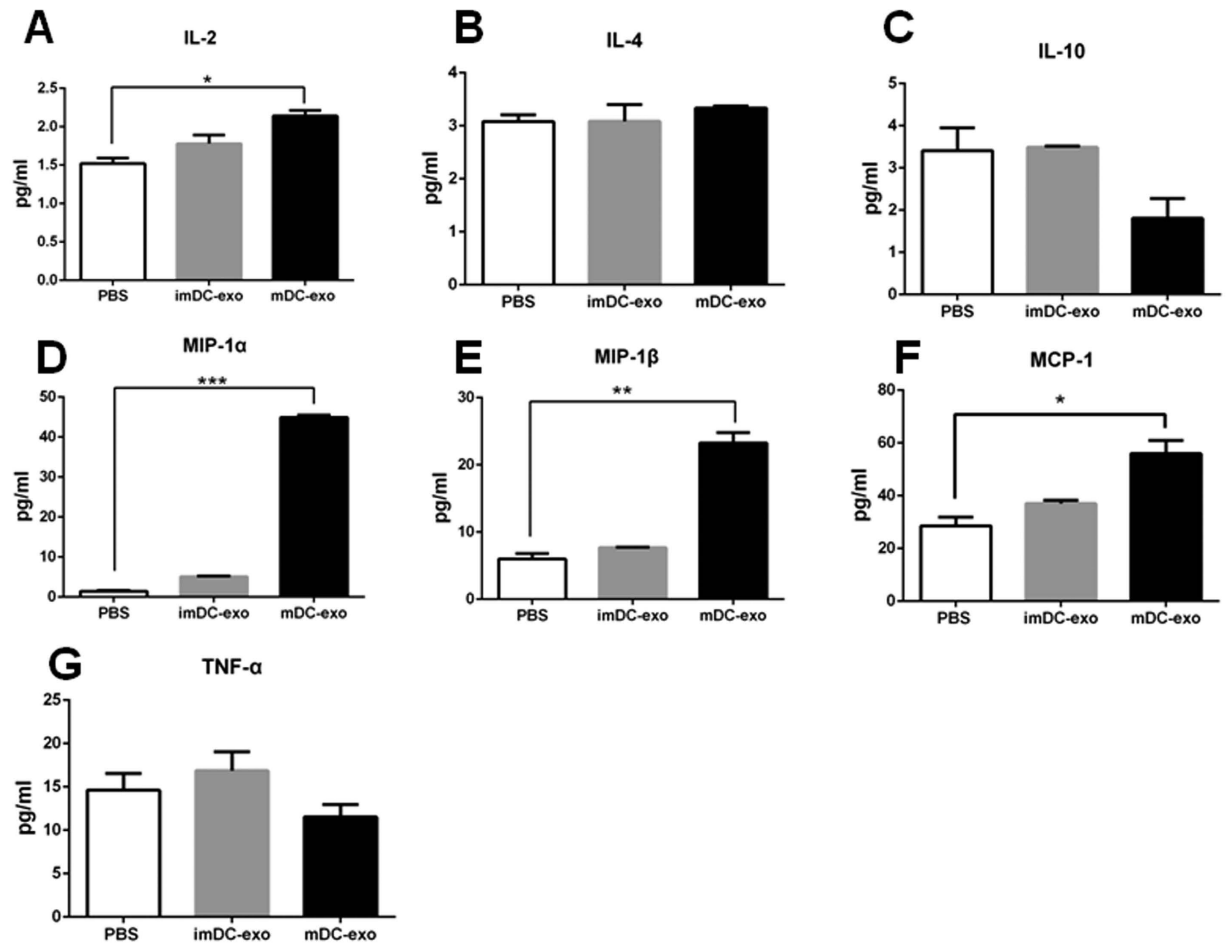 A
IL-2
*
2.5
2.0
1.5
1.0
0.5
0.0
pg/ml
PBS
imDC-exo
mDC-exo
B
IL-4
4
3
2
1
0
pg/ml
PBS
imDC-exo
mDC-exo
C
IL-10
5
4
3
2
1
0
pg/ml
PBS
imDC-exo
mDC-exo
D
MIP-1α
***
50
40
30
20
10
0
pg/ml
PBS
imDC-exo
mDC-exo
E
MIP-1β
**
30
20
10
0
pg/ml
PBS
imDC-exo
mDC-exo
F
MCP-1
*
80
60
40
20
0
pg/ml
PBS
imDC-exo
mDC-exo
G
TNF-α
25
20
15
10
5
0
pg/ml
PBS
imDC-exo
mDC-exo